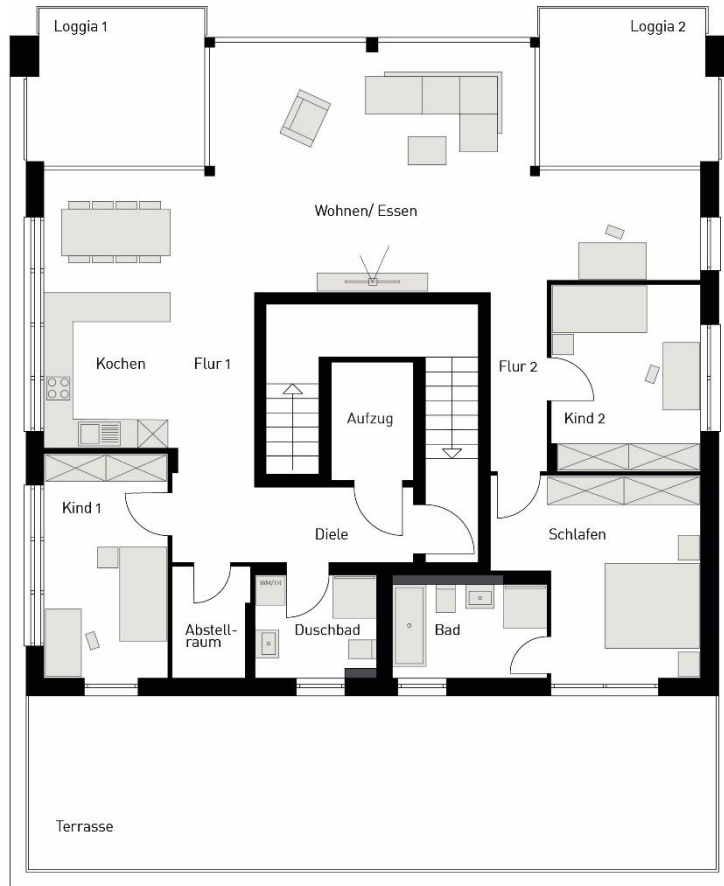 Loggia 1
Loggia 2
Wohnen/ Essen
Kochen
Flur 1
Flur 2
Aufzug
Kind 2
Kind 1
Diele
Schlafen
WM/TR
Abstell-
raum
Duschbad
Bad
Terrasse